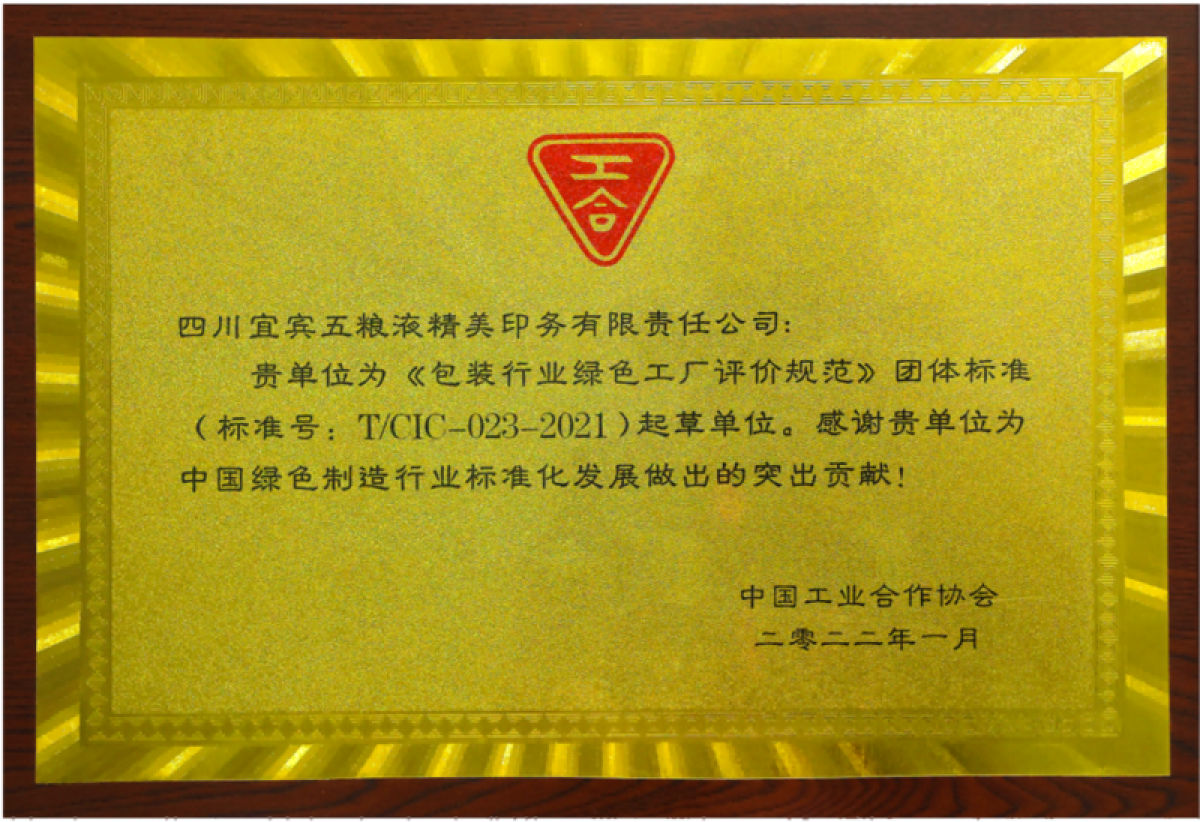 工
合
四川宜宾五粮液精美印务有限责任公司：
贵单位为《包装行业绿色工厂评价规范》团体标准
（标准号：T/CIC-023-2021）起草单位。感谢贵单位为
中国绿色制造行业标准化发展做出的突出贡献！
中国工业合作协会
二零二二年一月